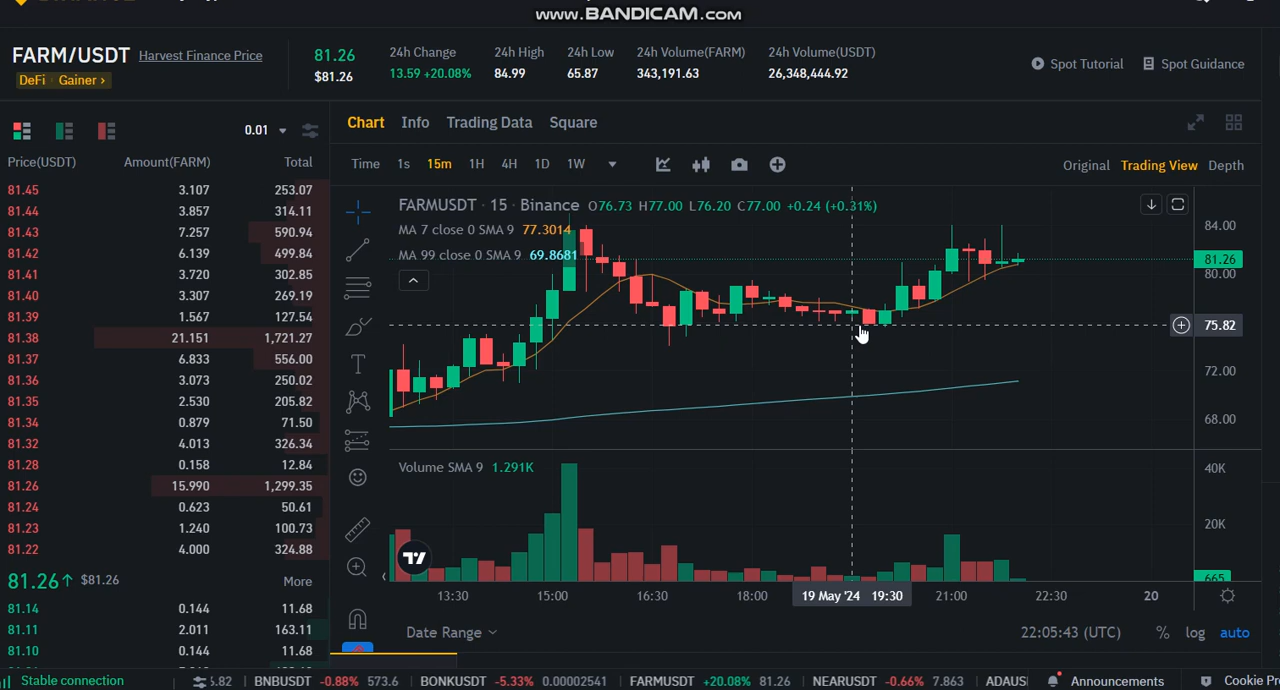 www.BANDICAM.com
FARM/USDT Harvest Finance Price
DeFi Gainer ›
81.26
$81.26
24h Change
13.59 +20.08%
24h High
84.99
24h Low
65.87
24h Volume(FARM)
343,191.63
24h Volume(USDT)
26,348,444.92
Spot Tutorial
Spot Guidance
0.01
Price(USDT) Amount(FARM) Total
81.45 3.107 253.07
81.44 3.857 314.11
81.43 7.257 590.94
81.42 6.139 499.84
81.41 3.720 302.85
81.40 3.307 269.19
81.39 1.567 127.54
81.38 21.151 1,721.27
81.37 6.833 556.00
81.36 3.073 250.02
81.35 2.530 205.82
81.34 0.879 71.50
81.32 4.013 326.34
81.28 0.158 12.84
81.26 15.990 1,299.35
81.24 0.623 50.61
81.23 1.240 100.73
81.22 4.000 324.88
81.26↑ $81.26 More
81.14 0.144 11.68
81.11 2.011 163.11
81.10 0.144 11.68
Chart Info Trading Data Square
Time 1s 15m 1H 4H 1D 1W
Original Trading View Depth
FARMUSDT · 15 · Binance O76.73 H77.00 L76.20 C77.00 +0.24 (+0.31%)
MA 7 close 0 SMA 9 77.3014
MA 99 close 0 SMA 9 69.8681
84.00
81.26
80.00
75.82
72.00
68.00
Volume SMA 9 1.291K
40K
20K
665
13:30 15:00 16:30 18:00 19 May '24 19:30 21:00 22:30 20
Date Range
22:05:43 (UTC) % log auto
Stable connection
BNBUSDT -0.88% 573.6 BONKUSDT -5.33% 0.00002541 FARMUSDT +20.08% 81.26 NEARUSDT -0.66% 7.863
Announcements